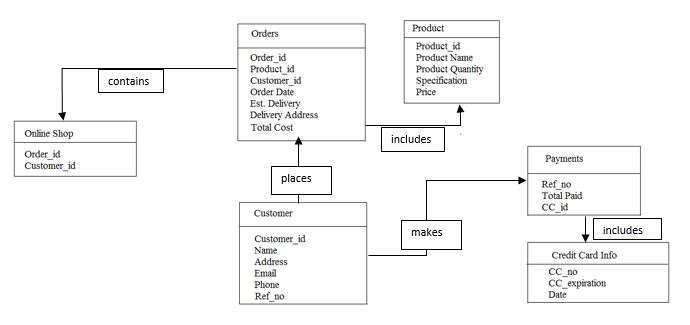 Orders
Order_id
Product_id
Customer_id
Order Date
Est. Delivery
Delivery Address
Total Cost
Product
Product_id
Product Name
Product Quantity
Specification
Price
contains
includes
Online Shop
Order_id
Customer_id
places
Customer
Customer_id
Name
Address
Email
Phone
Ref_no
makes
Payments
Ref_no
Total Paid
CC_id
includes
Credit Card Info
CC_no
CC_expiration
Date